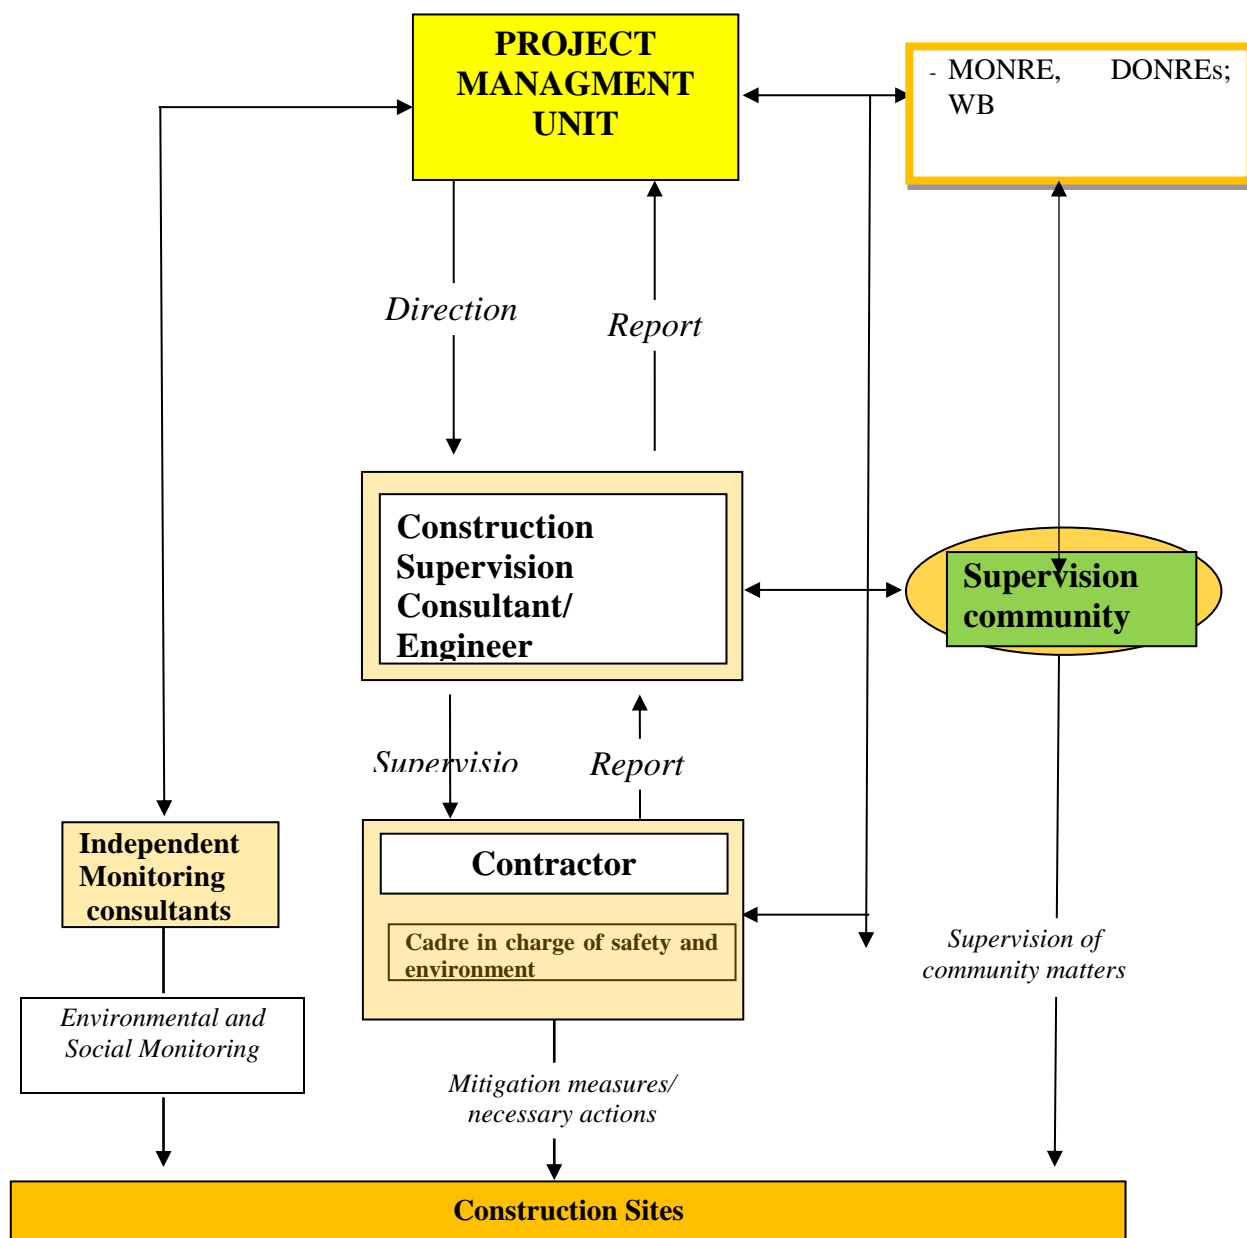 PROJECT
MANAGMENT
UNIT
- MONRE, DONREs;
WB
Direction
Report
Construction
Supervision
Consultant/
Engineer
Supervision
community
Supervisio
Report
Independent
Monitoring
consultants
Contractor
Cadre in charge of safety and
environment
Supervision of
community matters
Environmental and
Social Monitoring
Mitigation measures/
necessary actions
Construction Sites